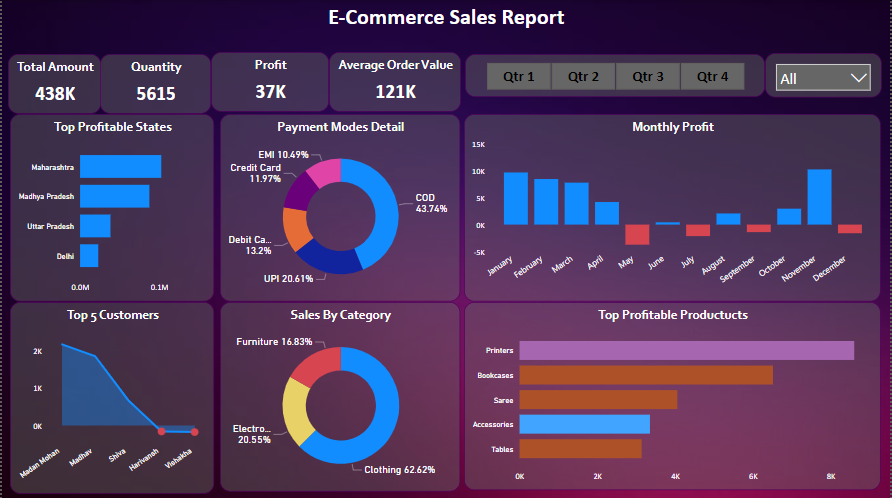 E-Commerce Sales Report
Total Amount
438K
Quantity
5615
Profit
37K
Average Order Value
121K
Qtr 1
Qtr 2
Qtr 3
Qtr 4
All
Top Profitable States
Maharashtra
Madhya Pradesh
Uttar Pradesh
Delhi
0.0M
0.1M
Payment Modes Detail
EMI 10.49%
Credit Card
11.97%
Debit Ca...
13.2%
UPI 20.61%
COD
43.74%
Monthly Profit
15K
10K
5K
0K
-5K
January
February
March
April
May
June
July
August
September
October
November
December
Top 5 Customers
2K
1K
0K
Madan Mohan
Madhav
Shiva
Harivansh
Vishakha
Sales By Category
Furniture 16.83%
Electro...
20.55%
Clothing 62.62%
Top Profitable Producucts
Printers
Bookcases
Saree
Accessories
Tables
0K
2K
4K
6K
8K